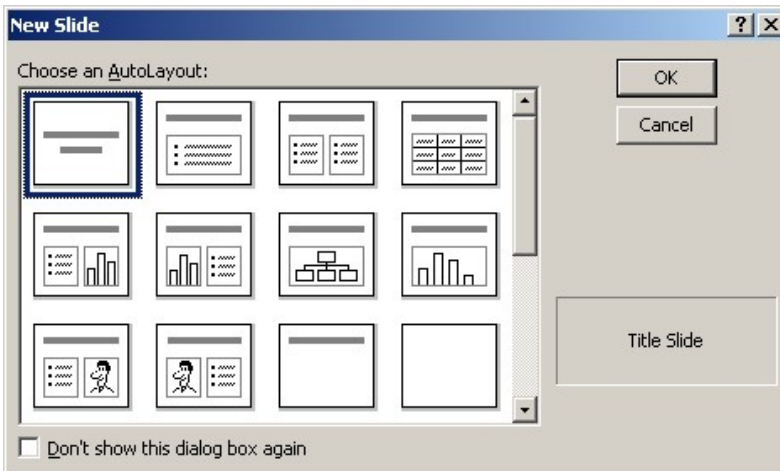 New Slide
Choose an AutoLayout:
OK
Cancel
Title Slide
Don't show this dialog box again